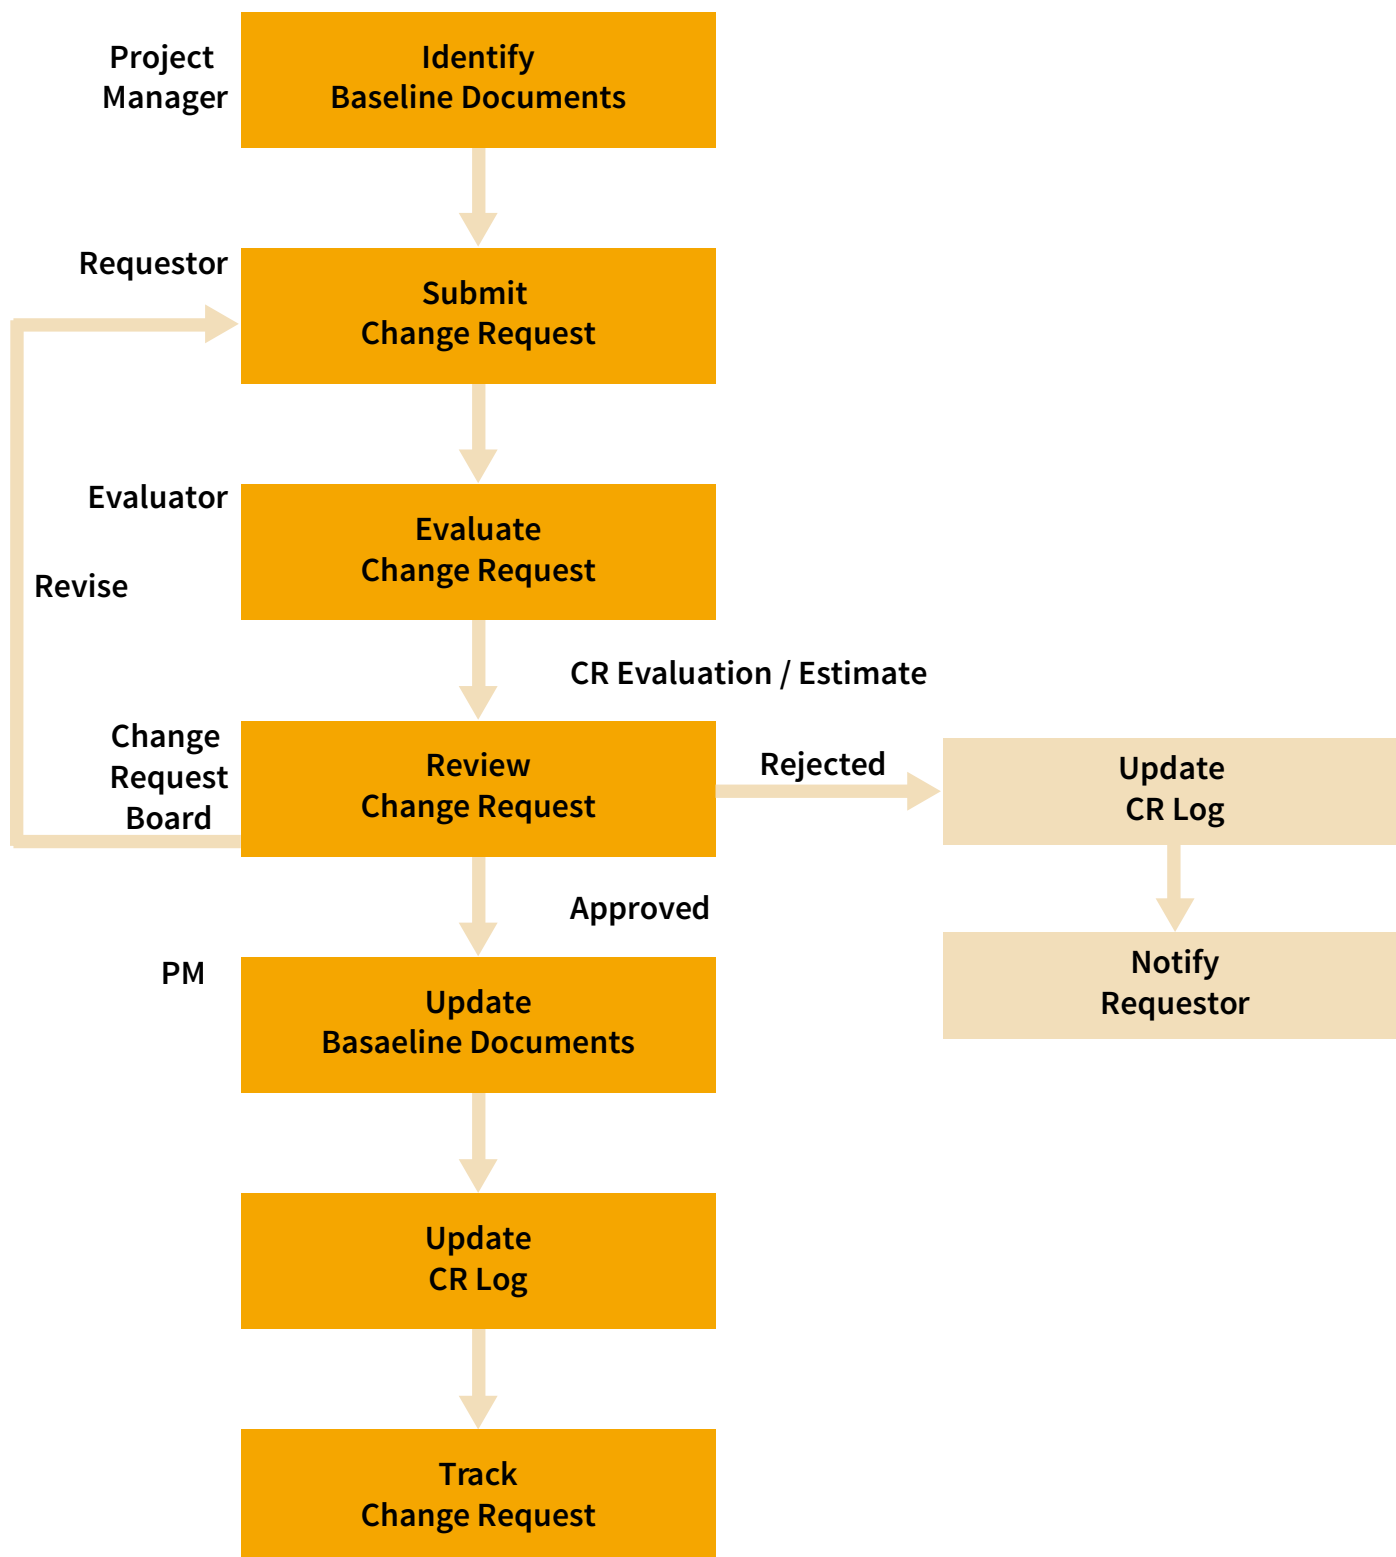 Project
Manager
Identify
Baseline Documents
Requestor
Submit
Change Request
Evaluator
Evaluate
Change Request
Revise
CR Evaluation / Estimate
Change
Request
Board
Review
Change Request
Rejected
Update
CR Log
Approved
Notify
Requestor
PM
Update
Basaeline Documents
Update
CR Log
Track
Change Request